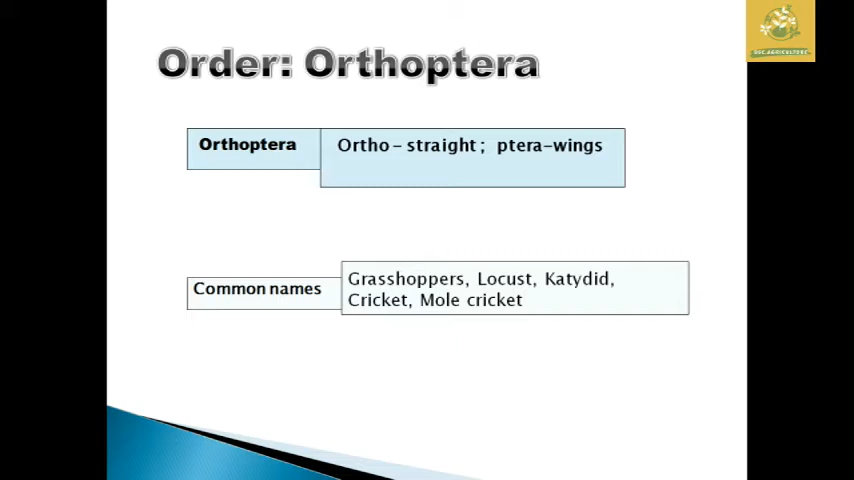 Order: Orthoptera
Orthoptera
Ortho – straight ; ptera-wings
Common names
Grasshoppers, Locust, Katydid,
Cricket, Mole cricket